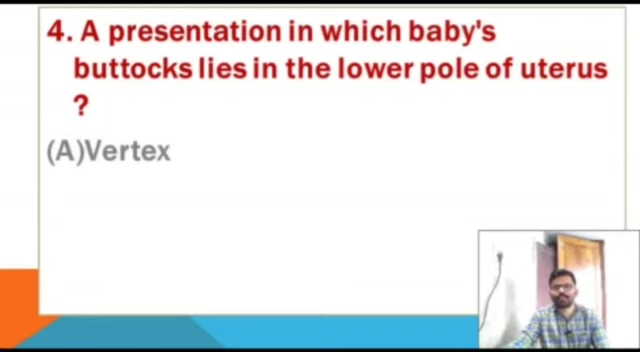 4. A presentation in which baby's
buttocks lies in the lower pole of uterus
?
(A)Vertex